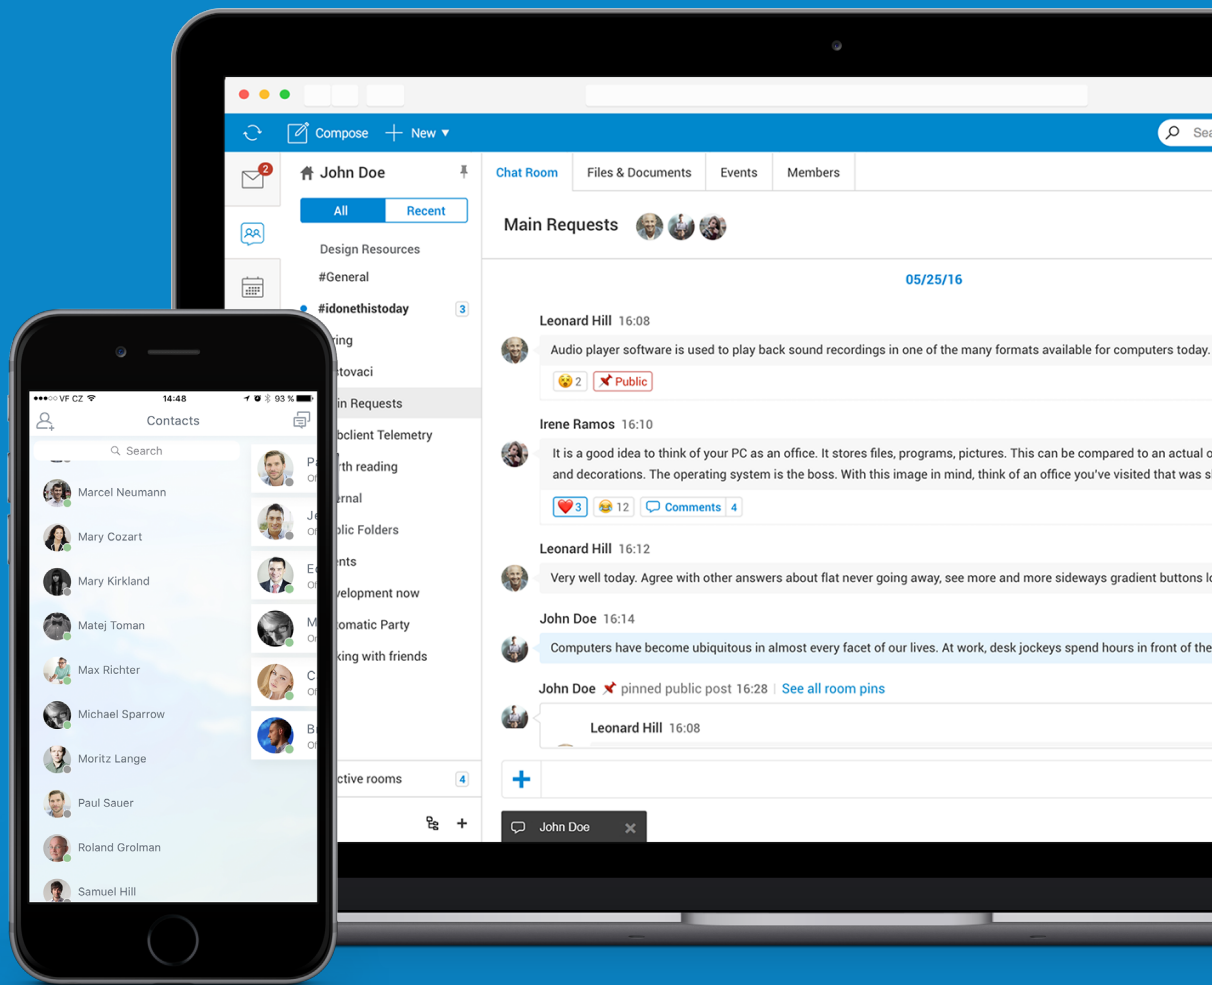 Compose
New
Sea
2
John Doe
All
Recent
Design Resources
#General
#idonethistoday
3
ring
stovaci
in Requests
bclient Telemetry
rth reading
ernal
blic Folders
ents
velopment now
tomatic Party
king with friends
ctive rooms
4
Chat Room
Files & Documents
Events
Members
Main Requests
05/25/16
Leonard Hill 16:08
Audio player software is used to play back sound recordings in one of the many formats available for computers today.
2
Public
Irene Ramos 16:10
It is a good idea to think of your PC as an office. It stores files, programs, pictures. This can be compared to an actual o
and decorations. The operating system is the boss. With this image in mind, think of an office you've visited that was s
3
12
Comments 4
Leonard Hill 16:12
Very well today. Agree with other answers about flat never going away, see more and more sideways gradient buttons lo
John Doe 16:14
Computers have become ubiquitous in almost every facet of our lives. At work, desk jockeys spend hours in front of the
John Doe pinned public post 16:28 | See all room pins
Leonard Hill 16:08
John Doe
VF CZ
14:48
93 %
Contacts
Search
Marcel Neumann
Mary Cozart
Mary Kirkland
Matej Toman
Max Richter
Michael Sparrow
Moritz Lange
Paul Sauer
Roland Grolman
Samuel Hill
P
Of
Je
Of
E
Of
M
On
C
Of
Bi
Of